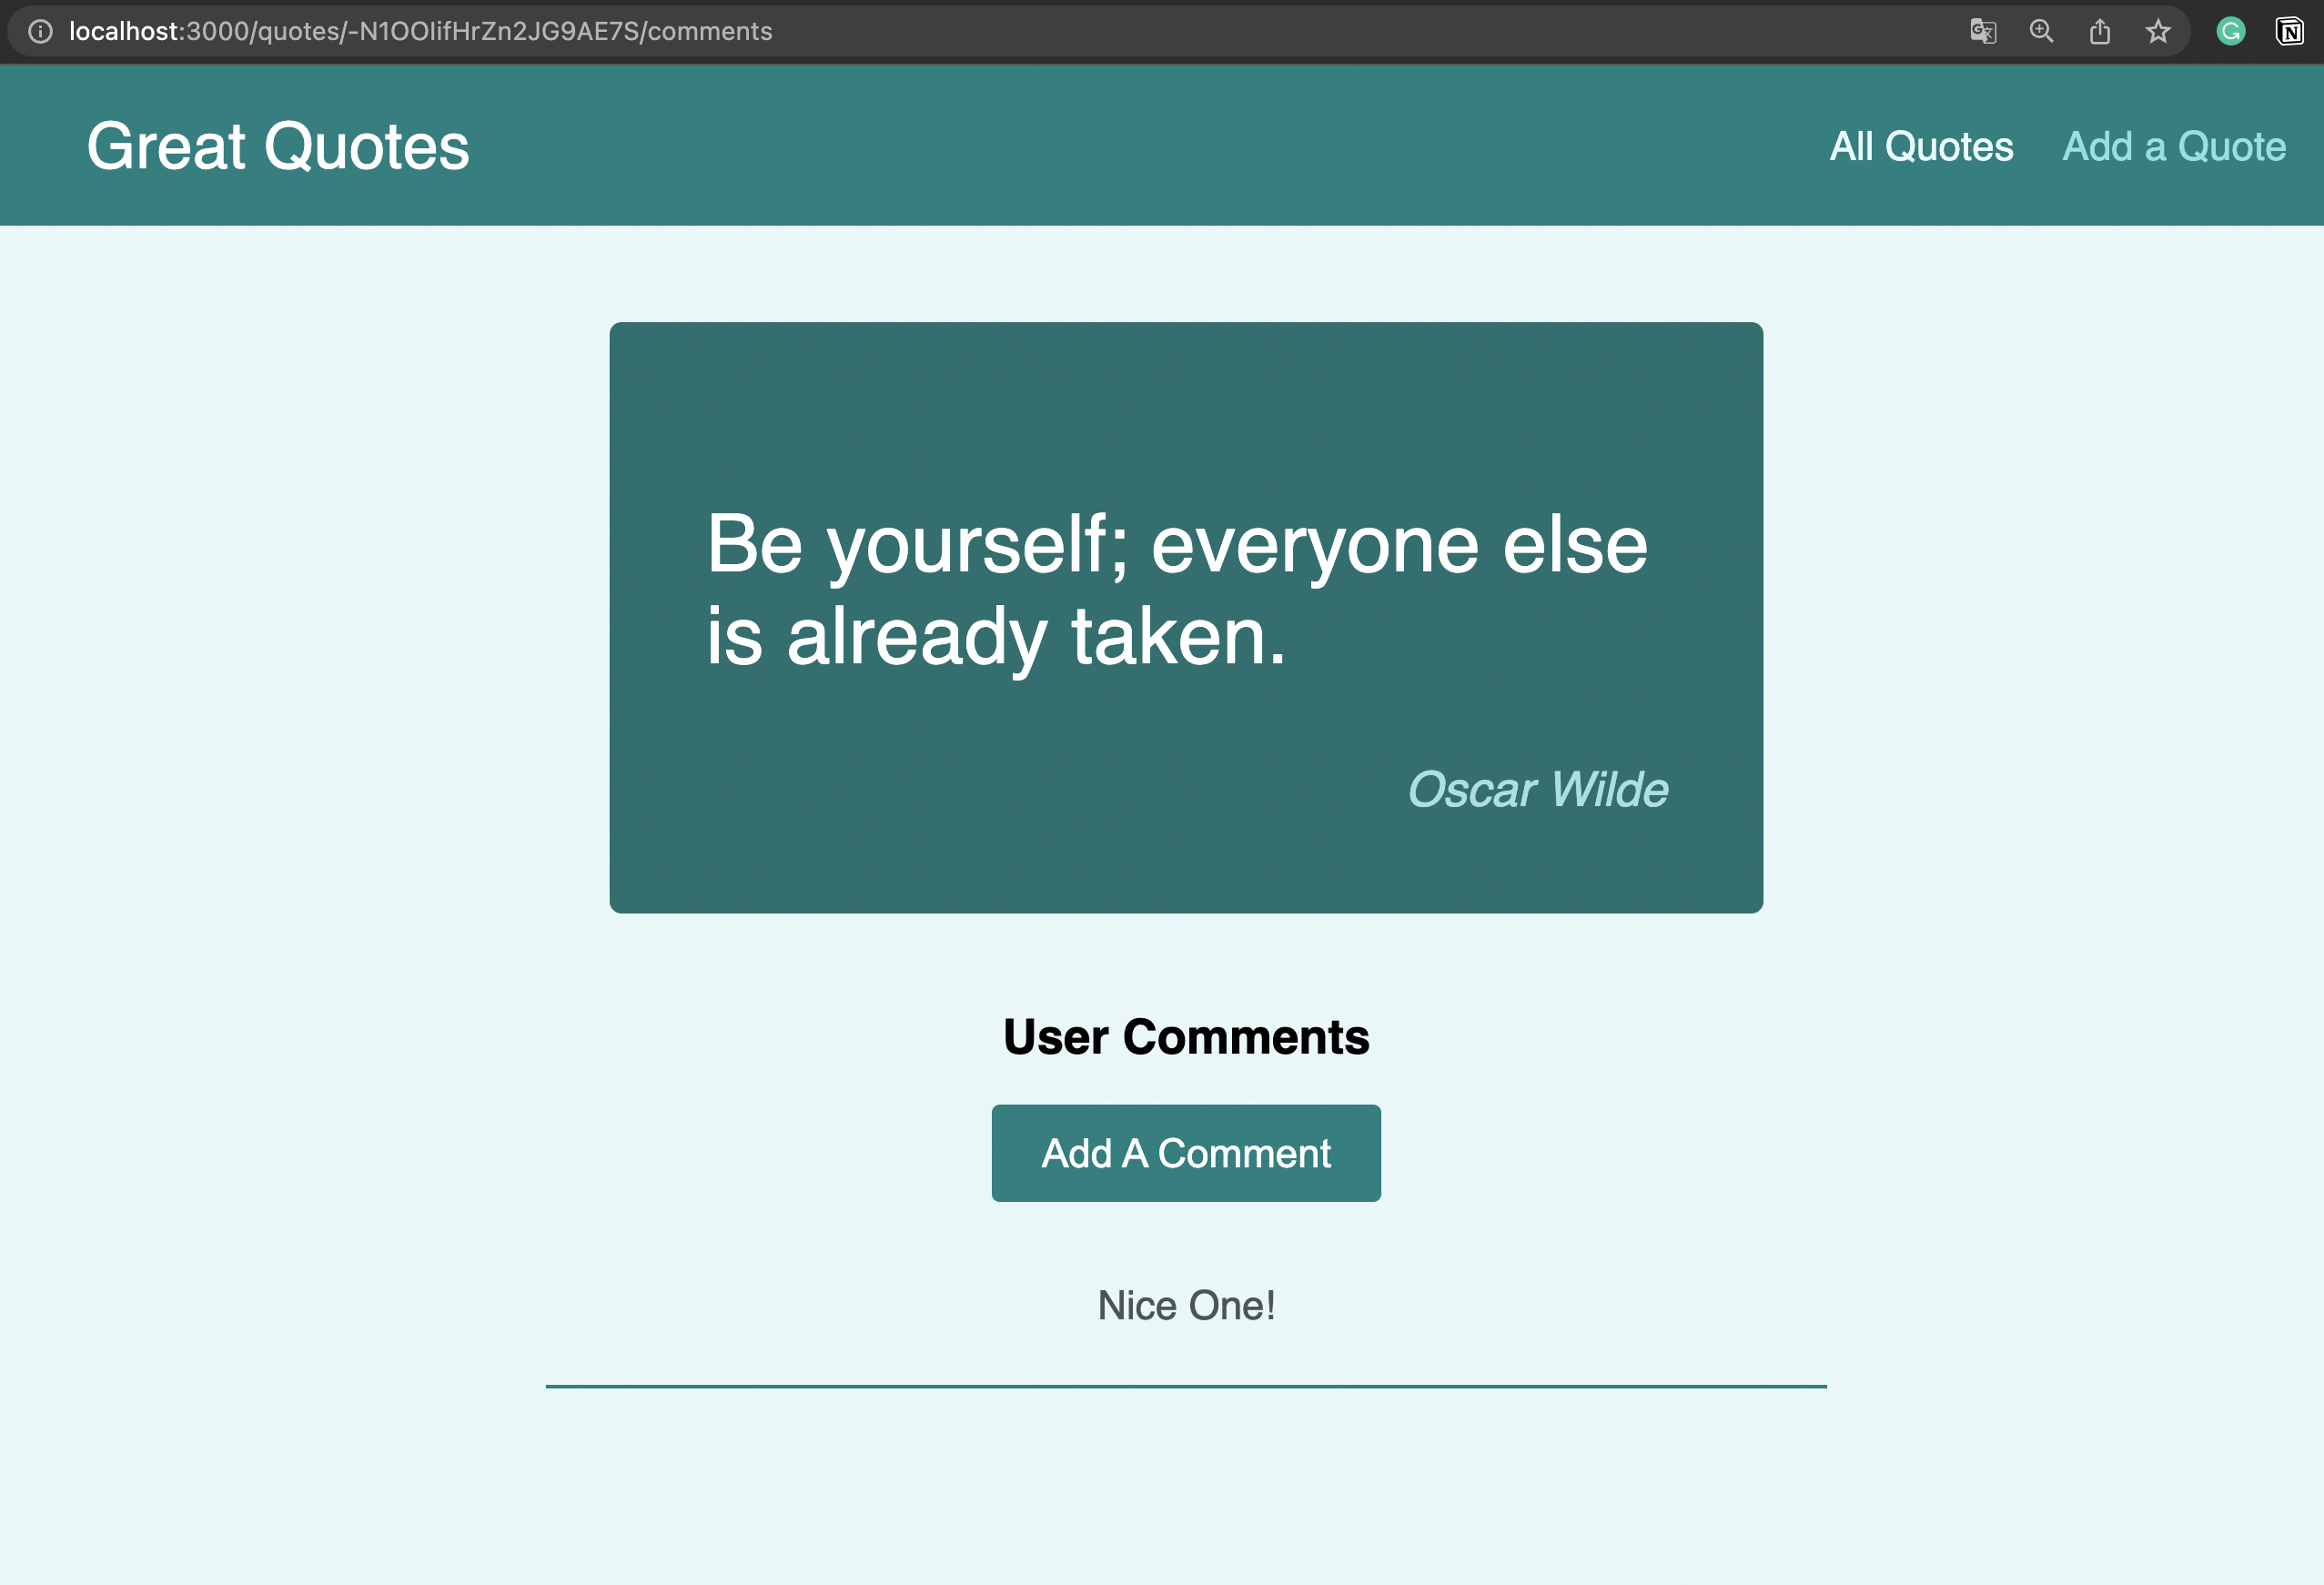 localhost:3000/quotes/-N1OOlifHrZn2JG9AE7S/comments
Great Quotes
All Quotes
Add a Quote
Be yourself; everyone else
is already taken.
Oscar Wilde
User Comments
Add A Comment
Nice One!